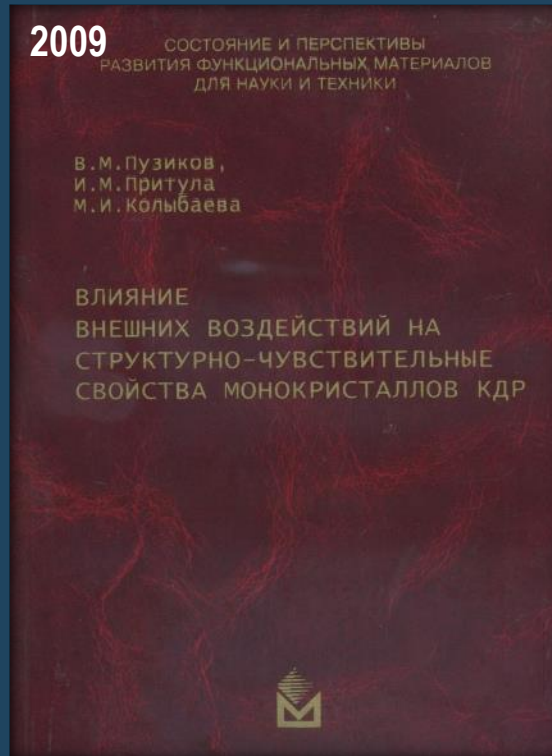 2009
СОСТОЯНИЕ И ПЕРСПЕКТИВЫ
РАЗВИТИЯ ФУНКЦИОНАЛЬНЫХ МАТЕРИАЛОВ
ДЛЯ НАУКИ И ТЕХНИКИ
В.М.Пузиков,
И.М.Притула
М.И.Колыбаева
ВЛИЯНИЕ
ВНЕШНИХ ВОЗДЕЙСТВИЙ НА
СТРУКТУРНО-ЧУВСТВИТЕЛЬНЫЕ
СВОЙСТВА МОНОКРИСТАЛЛОВ КДР